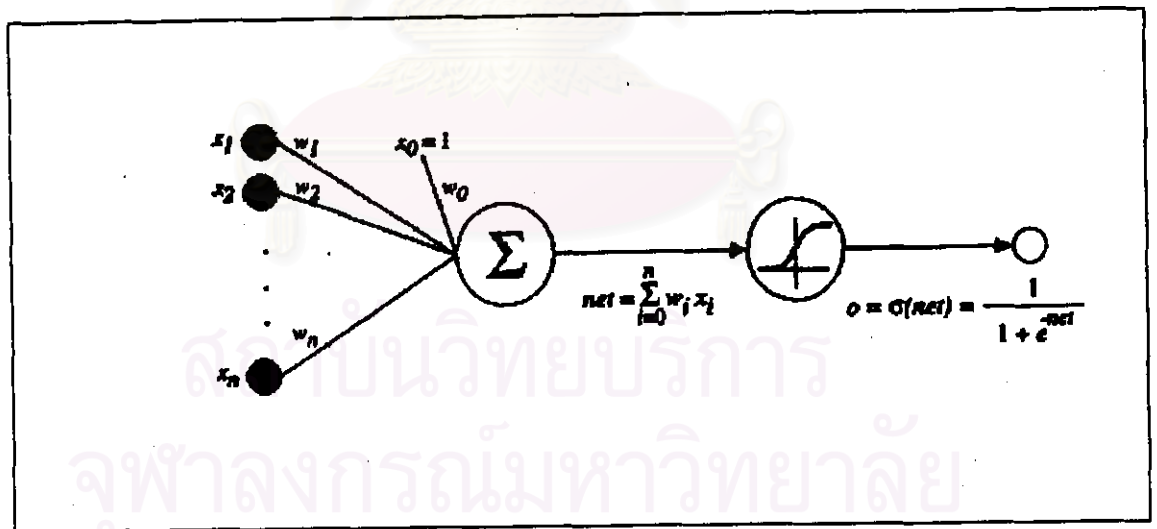 x₁ w₁ x₀ = 1
x₂ w₂ w₀
Σ
net = Σⁿᵢ₌₀ wᵢ xᵢ
o = σ(net) = 1 / (1 + e^-net)
wₙ
xₙ
สถาบันวิทยบริการ
จุฬาลงกรณ์มหาวิทยาลัย